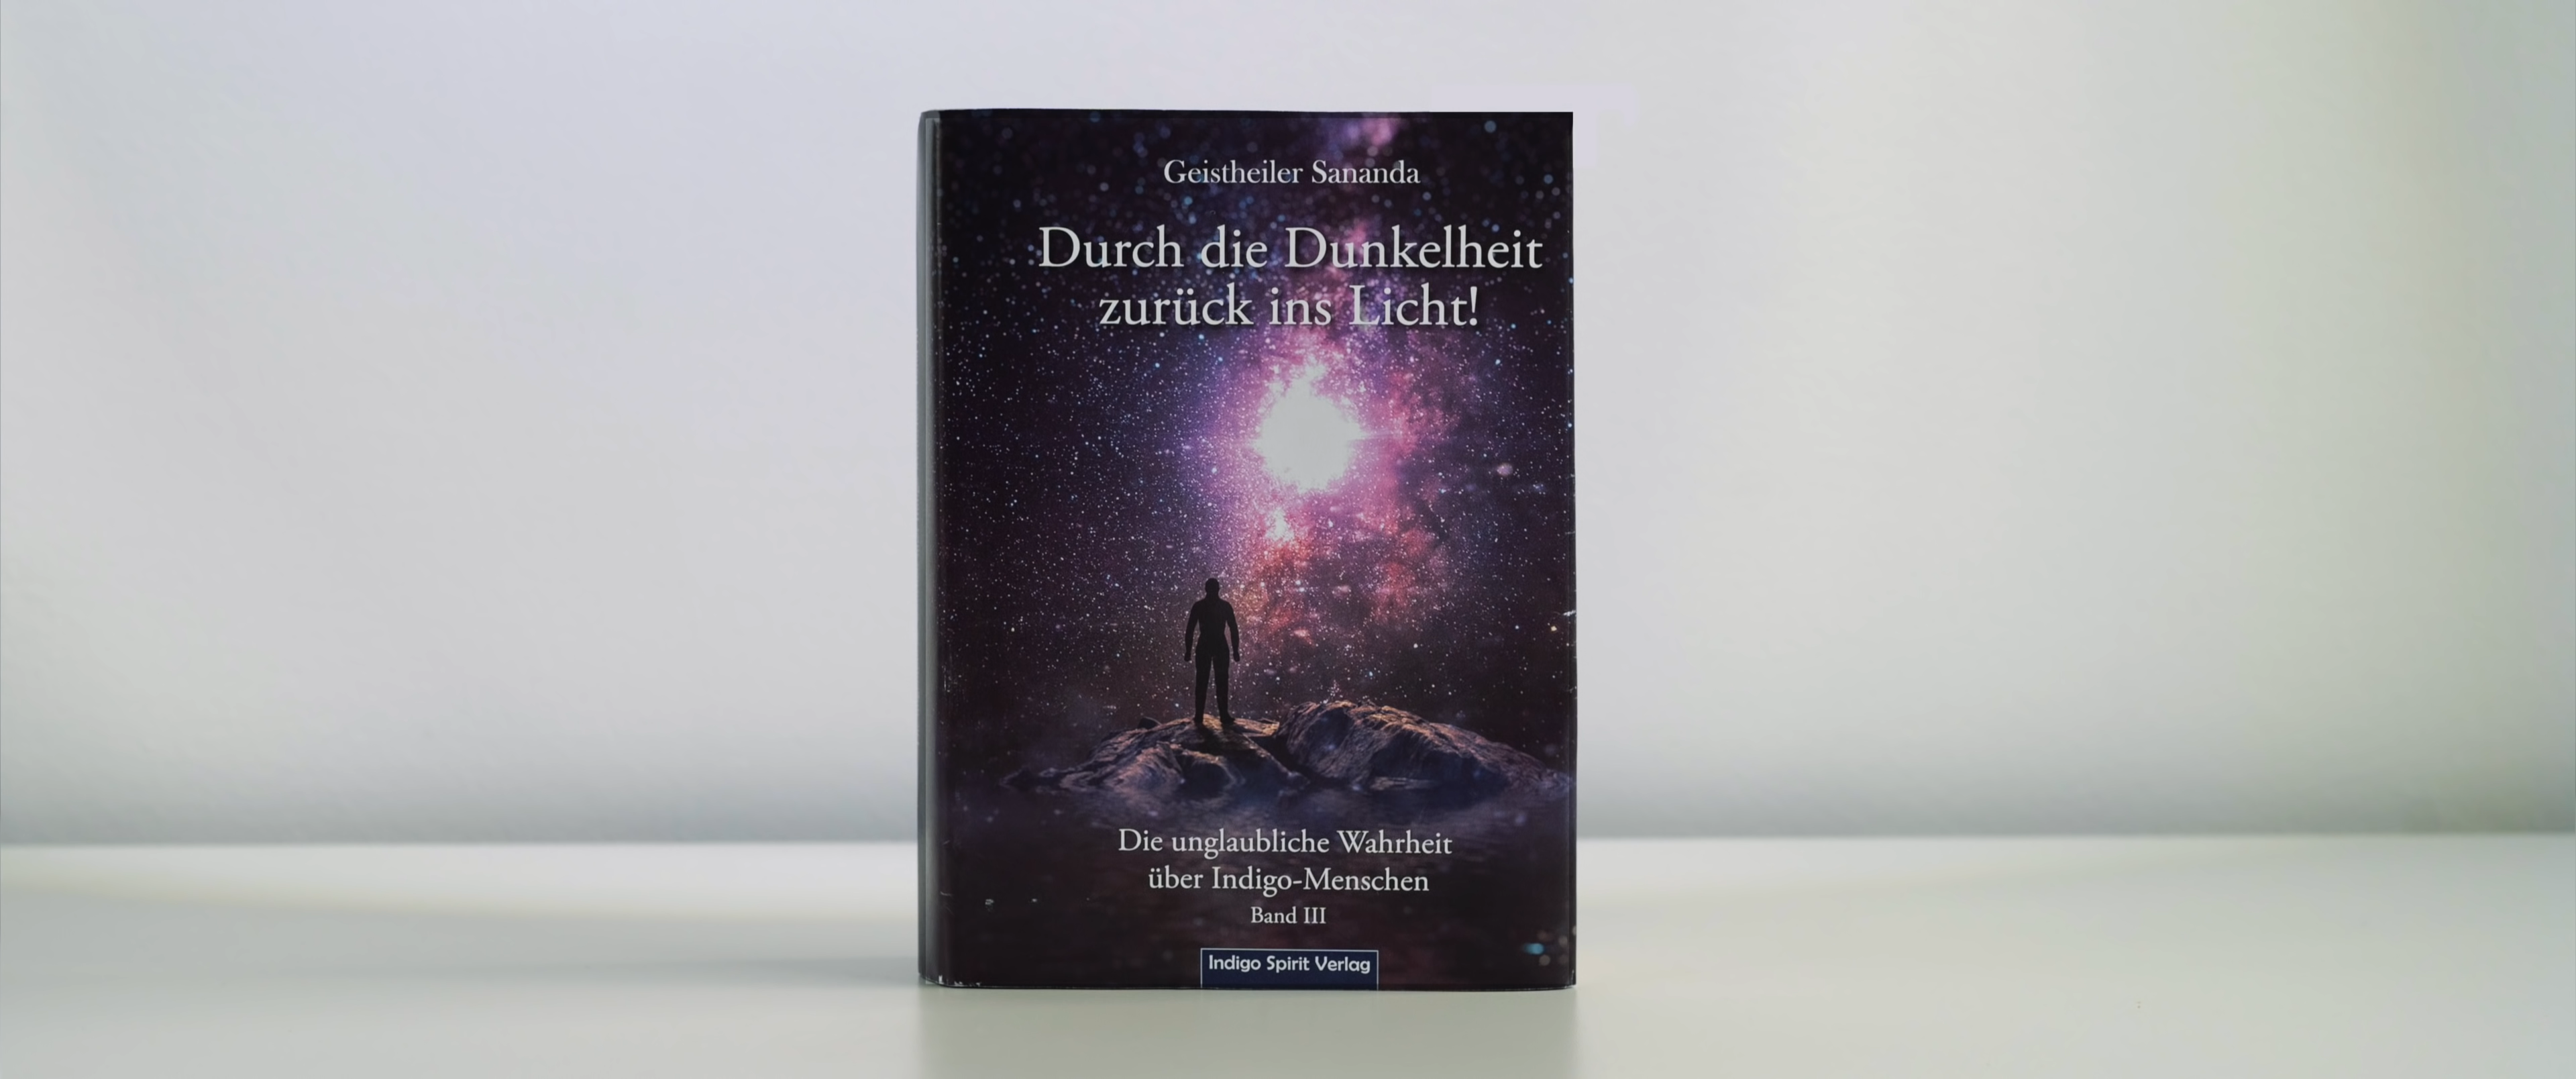 Geistheiler Sananda
Durch die Dunkelheit
zurück ins Licht!
Die unglaubliche Wahrheit
über Indigo-Menschen
Band III
Indigo Spirit Verlag